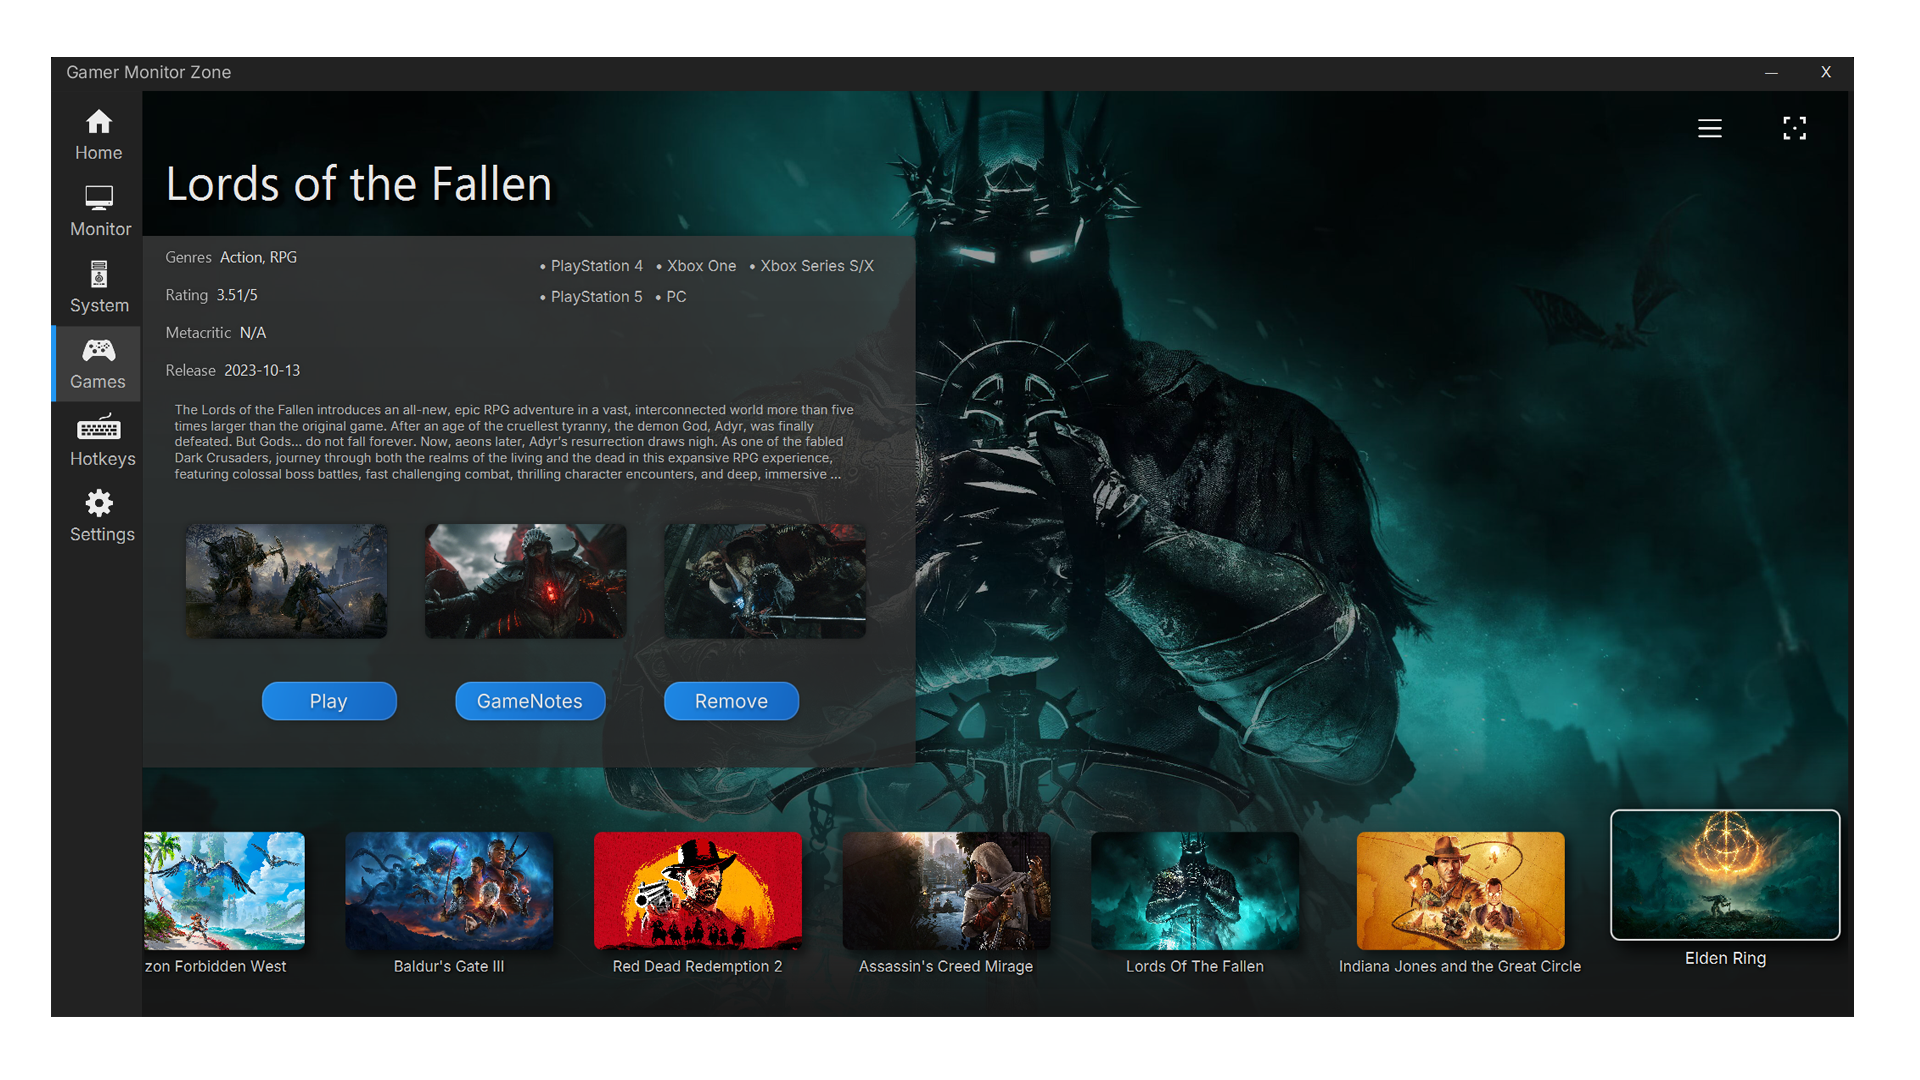 Gamer Monitor Zone
X
Home
Monitor
System
Games
Hotkeys
Settings
Lords of the Fallen
Genres Action, RPG
Rating 3.51/5
Metacritic N/A
Release 2023-10-13
• PlayStation 4 • Xbox One • Xbox Series S/X
• PlayStation 5 • PC
The Lords of the Fallen introduces an all-new, epic RPG adventure in a vast, interconnected world more than five
times larger than the original game. After an age of the cruellest tyranny, the demon God, Adyr, was finally
defeated. But Gods... do not fall forever. Now, aeons later, Adyr's resurrection draws nigh. As one of the fabled
Dark Crusaders, journey through both the realms of the living and the dead in this expansive RPG experience,
featuring colossal boss battles, fast challenging combat, thrilling character encounters, and deep, immersive ...
Play
GameNotes
Remove
zon Forbidden West
Baldur's Gate III
Red Dead Redemption 2
Assassin's Creed Mirage
Lords Of The Fallen
Indiana Jones and the Great Circle
Elden Ring